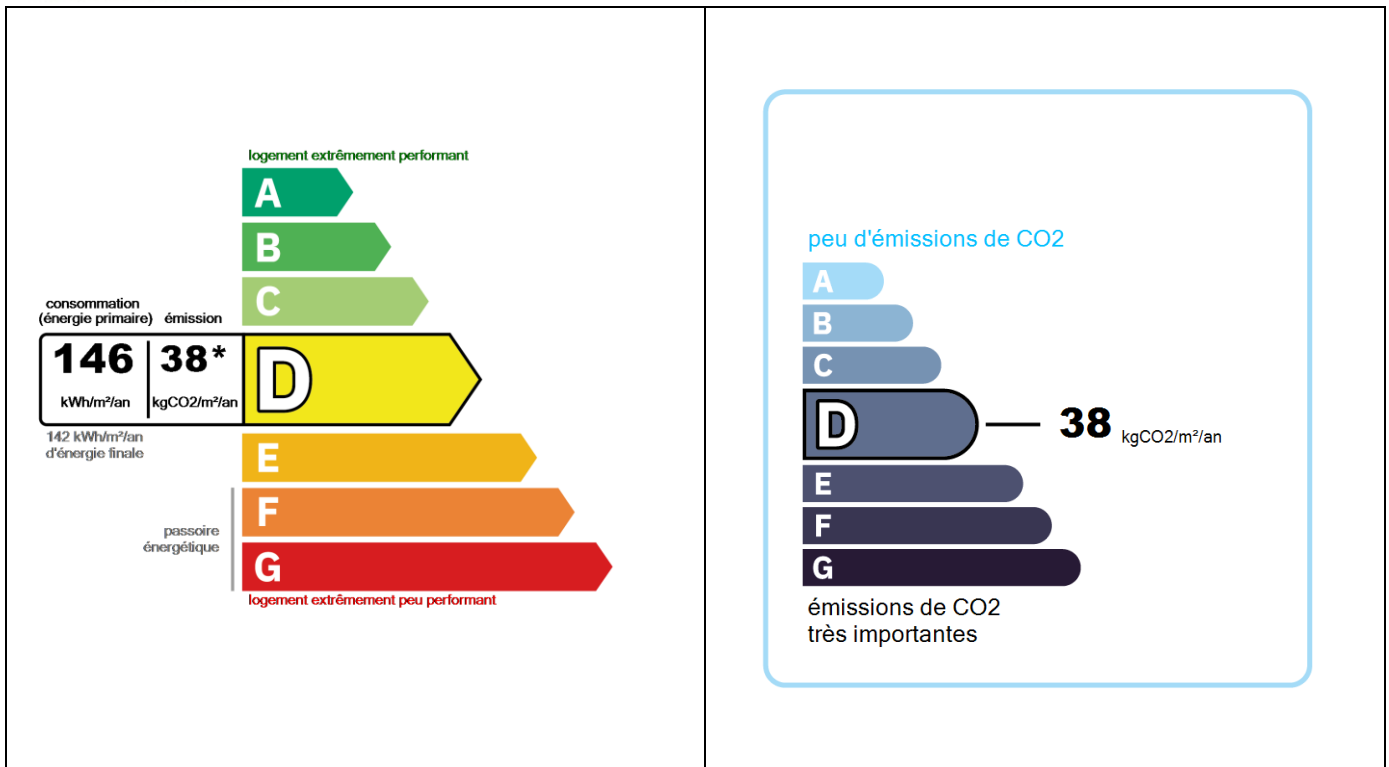 logement extrêmement performant
A
B
C
consommation
(énergie primaire) émission
146 38*
kWh/m²/an kgCO2/m²/an
D
142 kWh/m²/an
d'énergie finale
E
F
passoire
énergétique
G
logement extrêmement peu performant
peu d'émissions de CO2
A
B
C
D
38 kgCO2/m²/an
E
F
G
émissions de CO2
très importantes